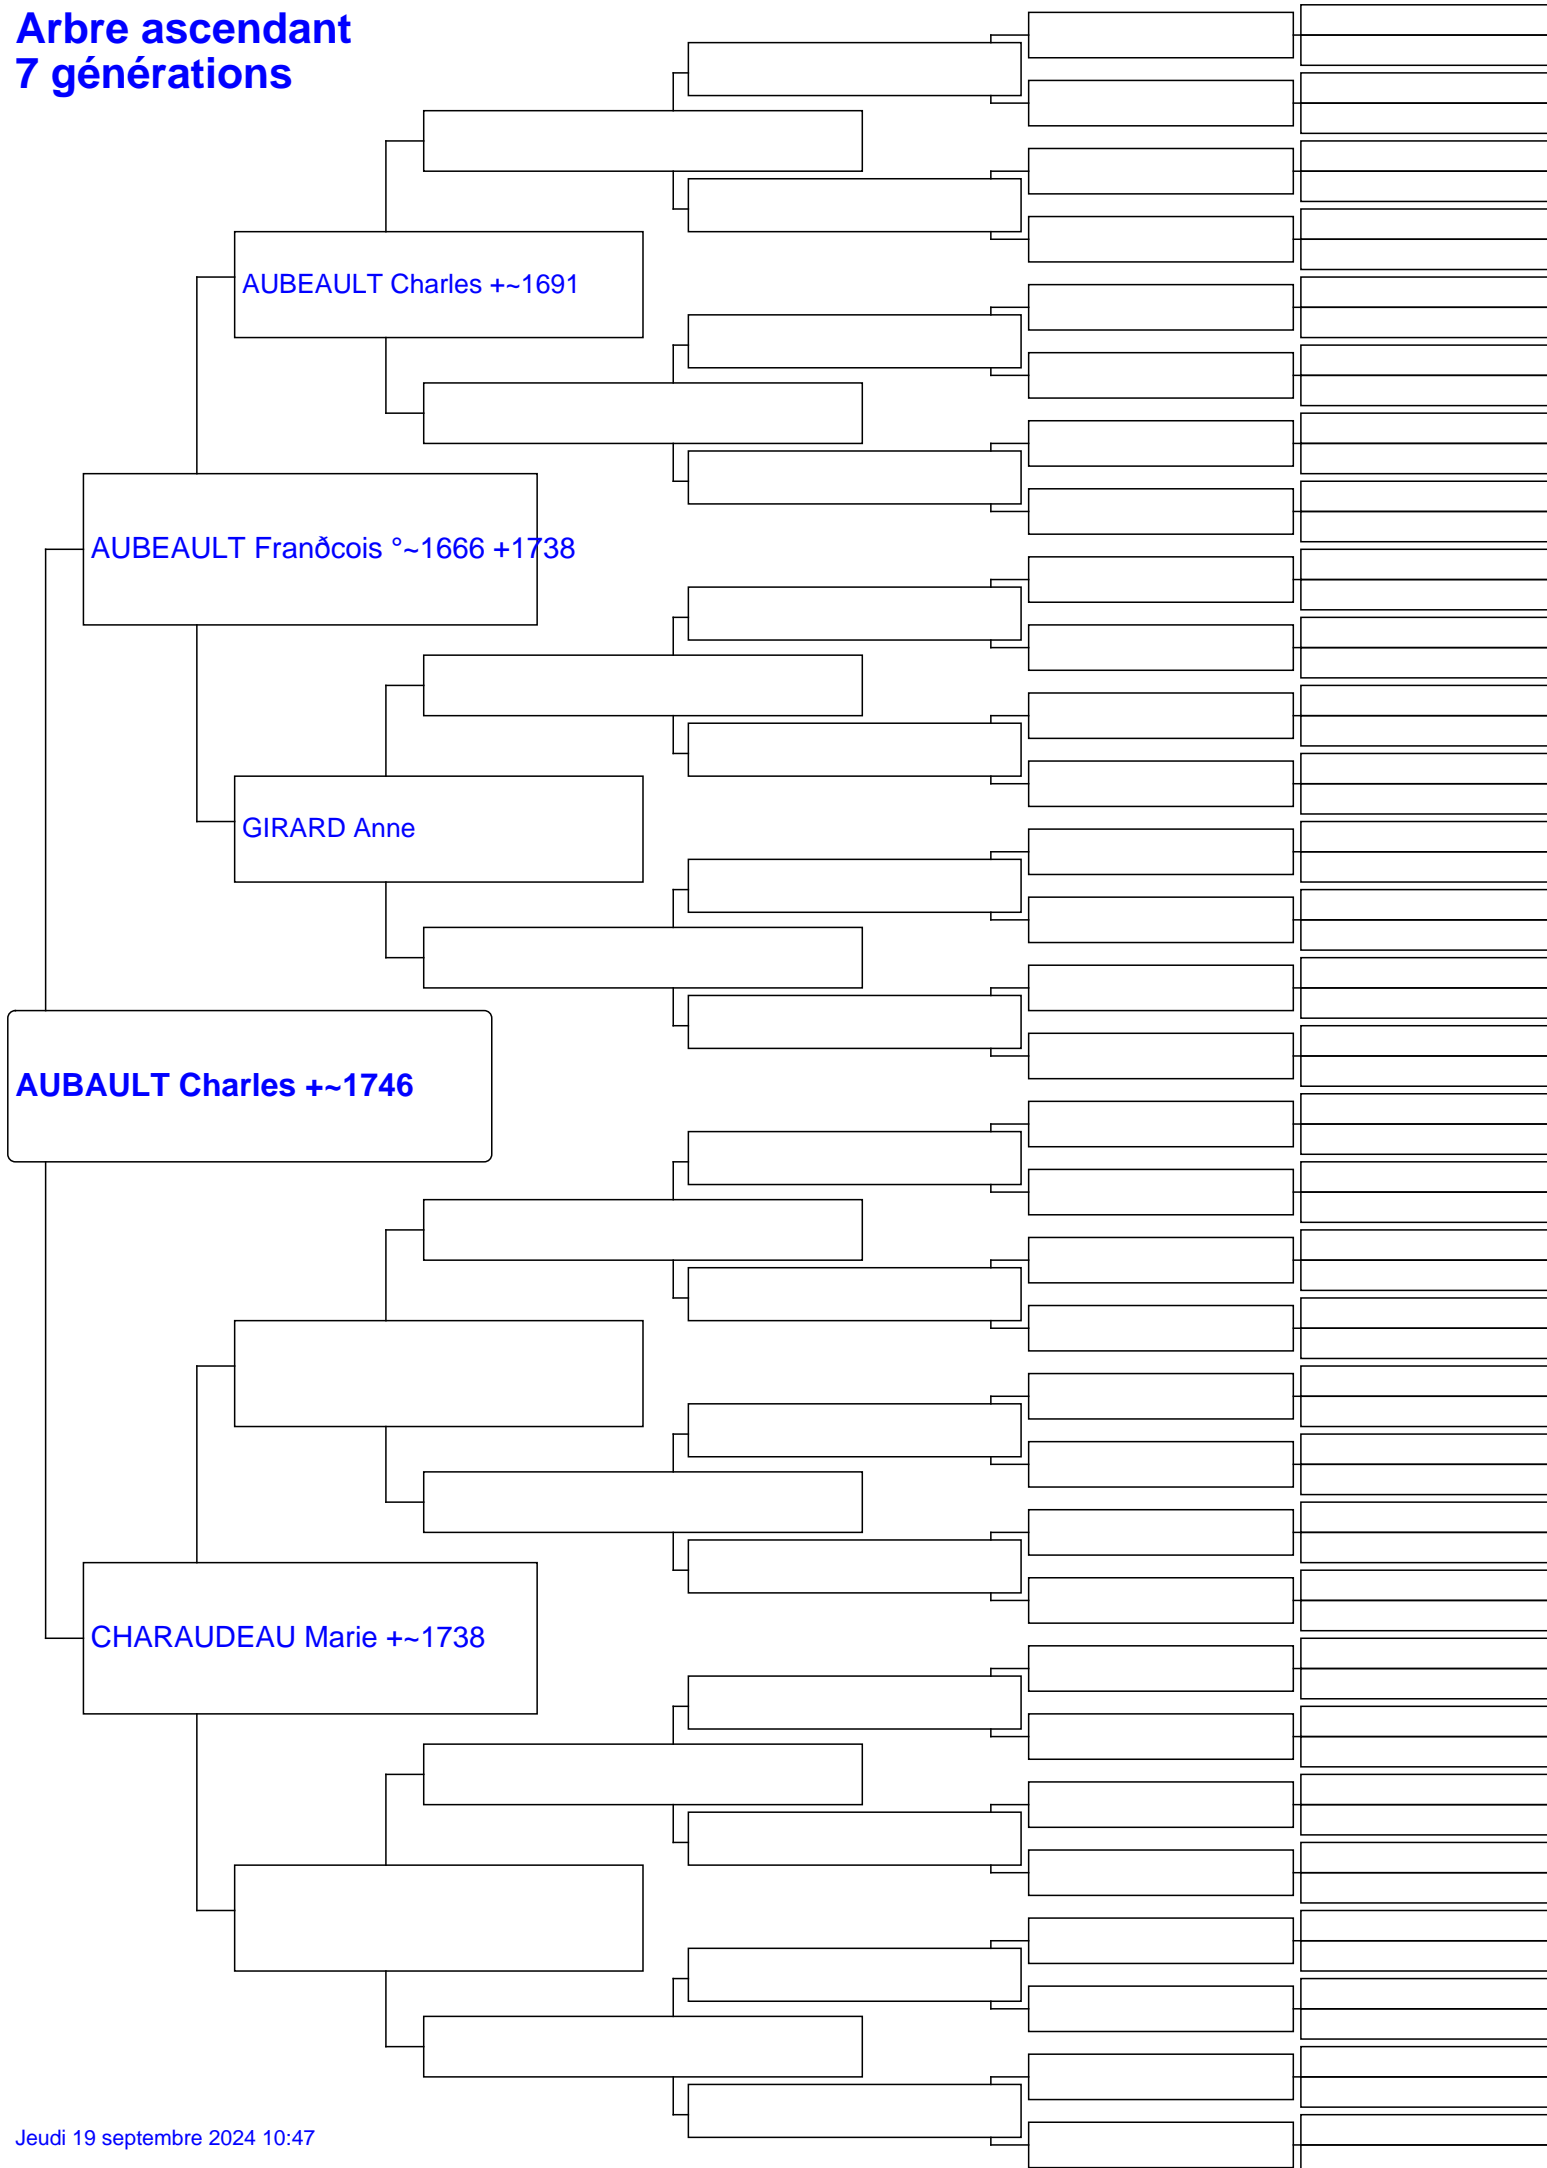 Arbre ascendant
7 générations
AUBEAULT Charles +~1691
AUBEAULT Franðcois °~1666 +1738
GIRARD Anne
AUBAULT Charles +~1746
CHARAUDEAU Marie +~1738
Jeudi 19 septembre 2024 10:47